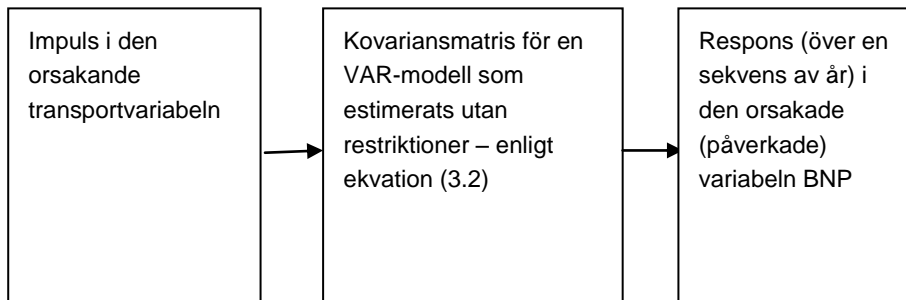 Impuls i den
orsakande
transportvariabeln
Kovariansmatris för en
VAR-modell som
estimerats utan
restriktioner – enligt
ekvation (3.2)
Respons (över en
sekvens av år) i
den orsakade
(påverkade)
variabeln BNP